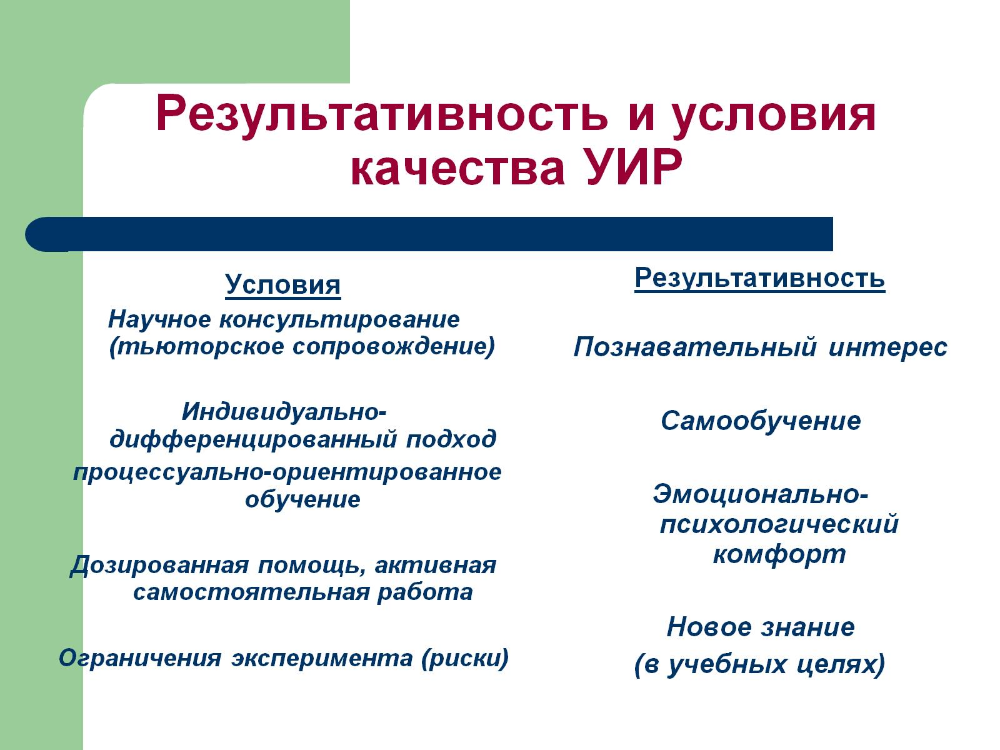 Результативность и условия
качества УИР
Условия
Научное консультирование
(тьюторское сопровождение)
Индивидуально-
дифференцированный подход
процессуально-ориентированное
обучение
Дозированная помощь, активная
самостоятельная работа
Ограничения эксперимента (риски)
Результативность
Познавательный интерес
Самообучение
Эмоционально-
психологический
комфорт
Новое знание
(в учебных целях)